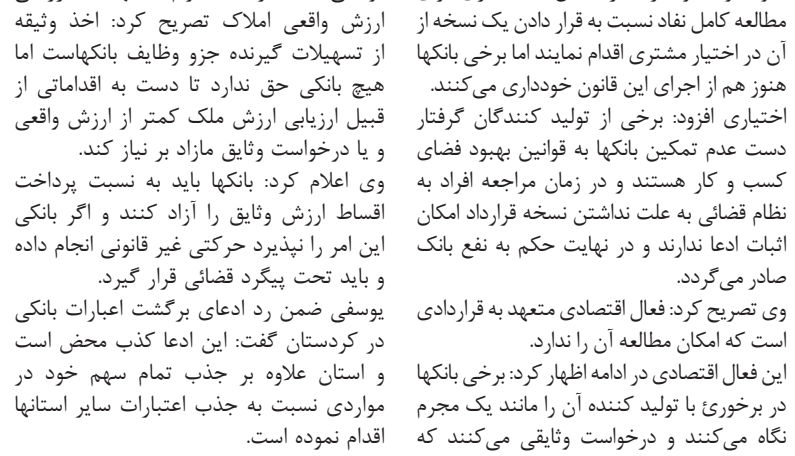 مطالعه کامل نفاد نسبت به قرار دادن یک نسخه از
آن در اختیار مشتری اقدام نمایند اما برخی بانکها
هنوز هم از اجرای این قانون خودداری می‌کنند.
اختیاری افزود: برخی از تولید کنندگان گرفتار
دست عدم تمکین بانکها به قوانین بهبود فضای
کسب و کار هستند و در زمان مراجعه افراد به
نظام قضائی به علت نداشتن نسخه قرارداد امکان
اثبات ادعا ندارند و در نهایت حکم به نفع بانک
صادر می‌گردد.
وی تصریح کرد: فعال اقتصادی متعهد به قراردادی
است که امکان مطالعه آن را ندارد.
این فعال اقتصادی در ادامه اظهار کرد: برخی بانکها
در برخورئ با تولید کننده آن را مانند یک مجرم
نگاه می‌کنند و درخواست وثایقی می‌کنند که
ارزش واقعی املاک تصریح کرد: اخذ وثیقه
از تسهیلات گیرنده جزو وظایف بانکهاست اما
هیچ بانکی حق ندارد تا دست به اقداماتی از
قبیل ارزیابی ارزش ملک کمتر از ارزش واقعی
و یا درخواست وثایق مازاد بر نیاز کند.
وی اعلام کرد: بانکها باید به نسبت پرداخت
اقساط ارزش وثایق را آزاد کنند و اگر بانکی
این امر را نپذیرد حرکتی غیر قانونی انجام داده
و باید تحت پیگرد قضائی قرار گیرد.
یوسفی ضمن رد ادعای برگشت اعبارات بانکی
در کردستان گفت: این ادعا کذب محض است
و استان علاوه بر جذب تمام سهم خود در
مواردی نسبت به جذب اعتبارات سایر استانها
اقدام نموده است.